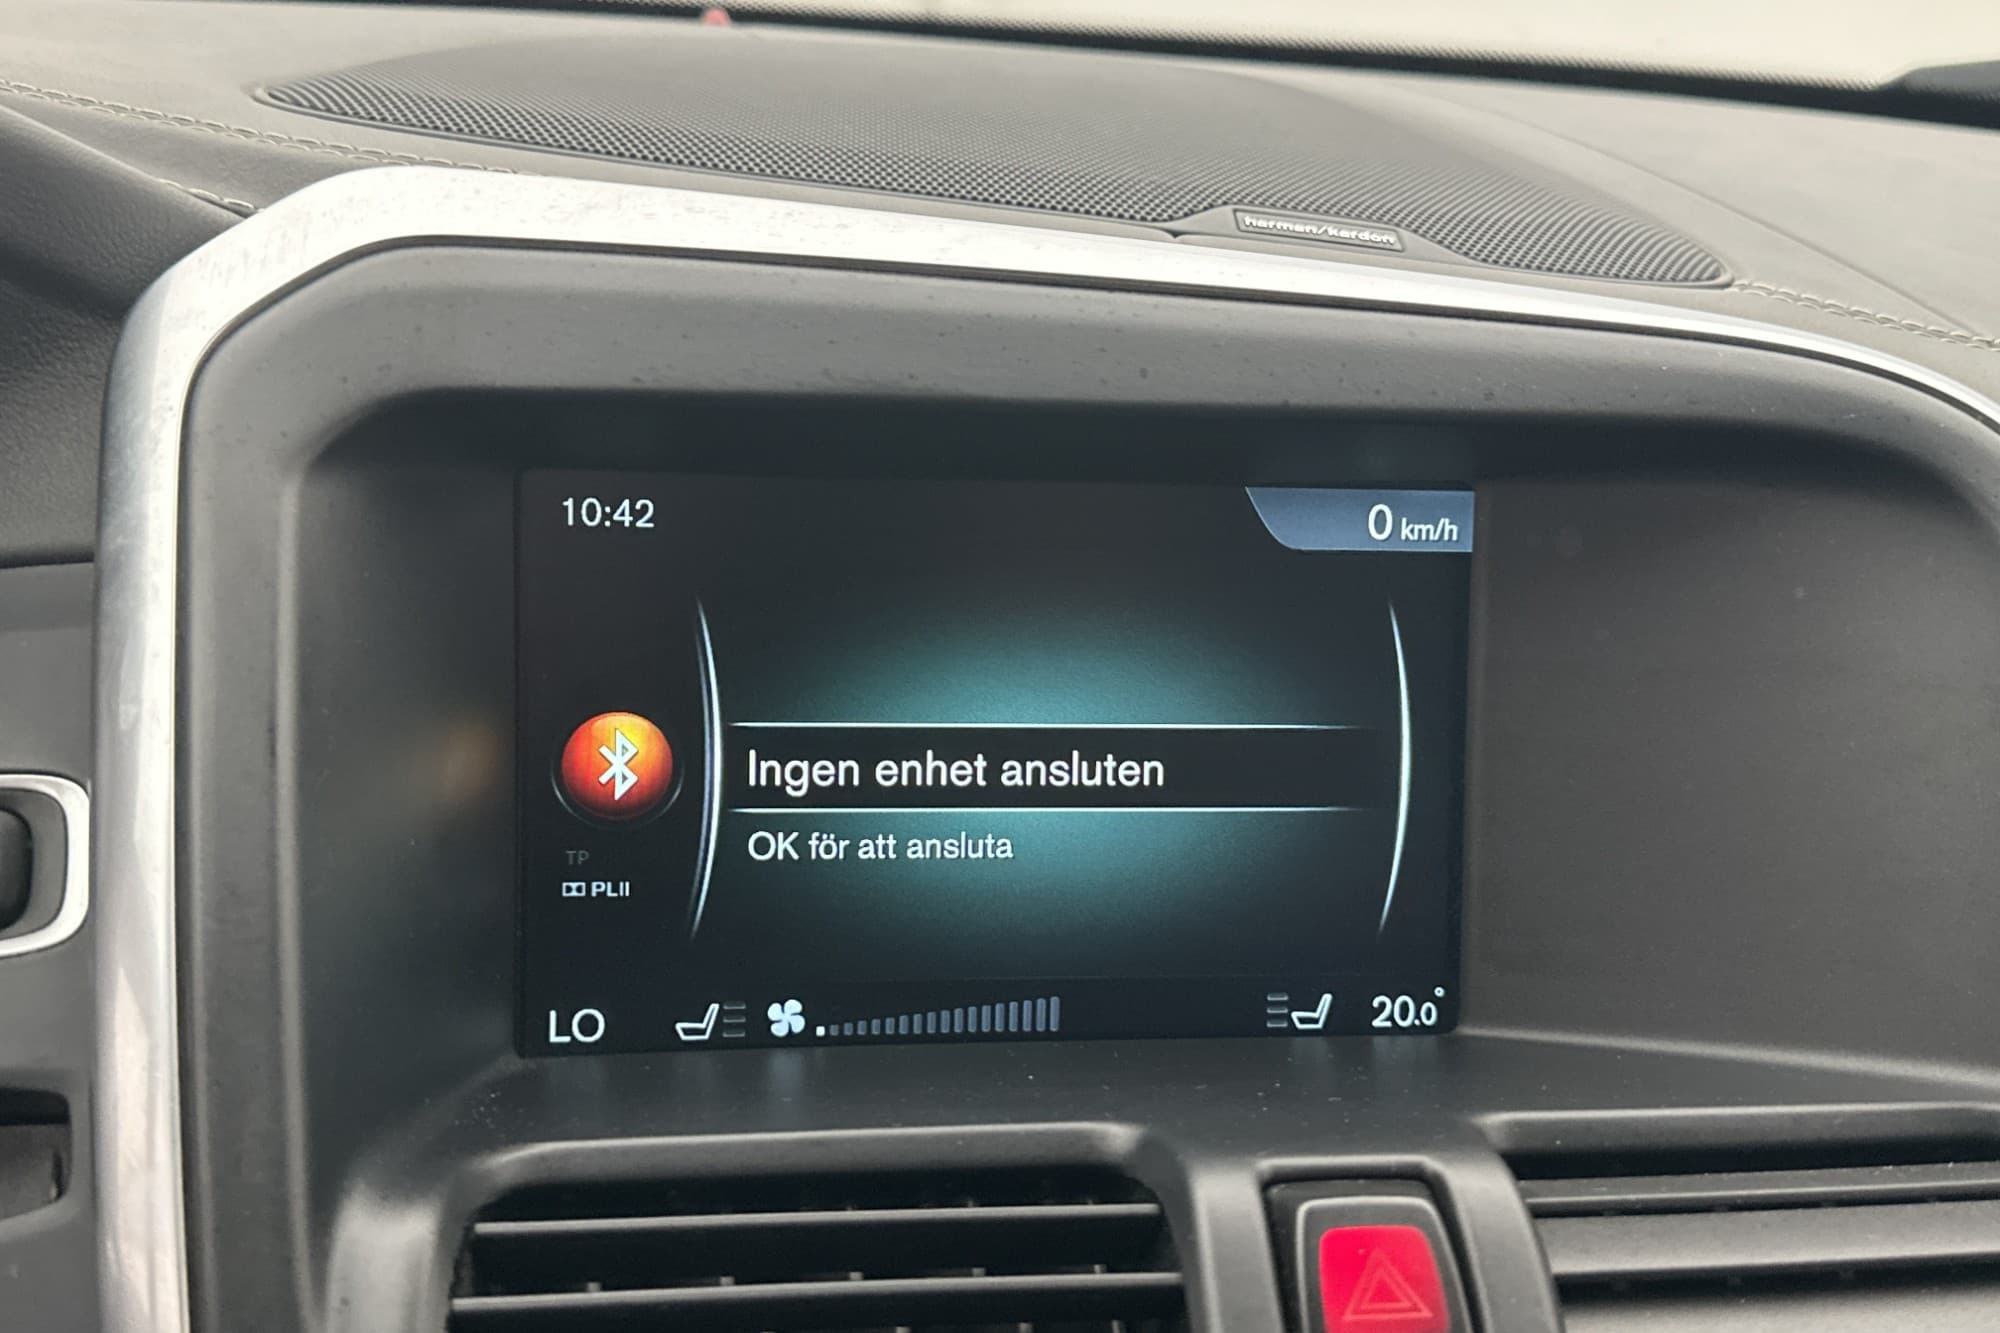 harman/kardon
10:42
0 km/h
Ingen enhet ansluten
OK för att ansluta
TP
PLII
LO
20.0°